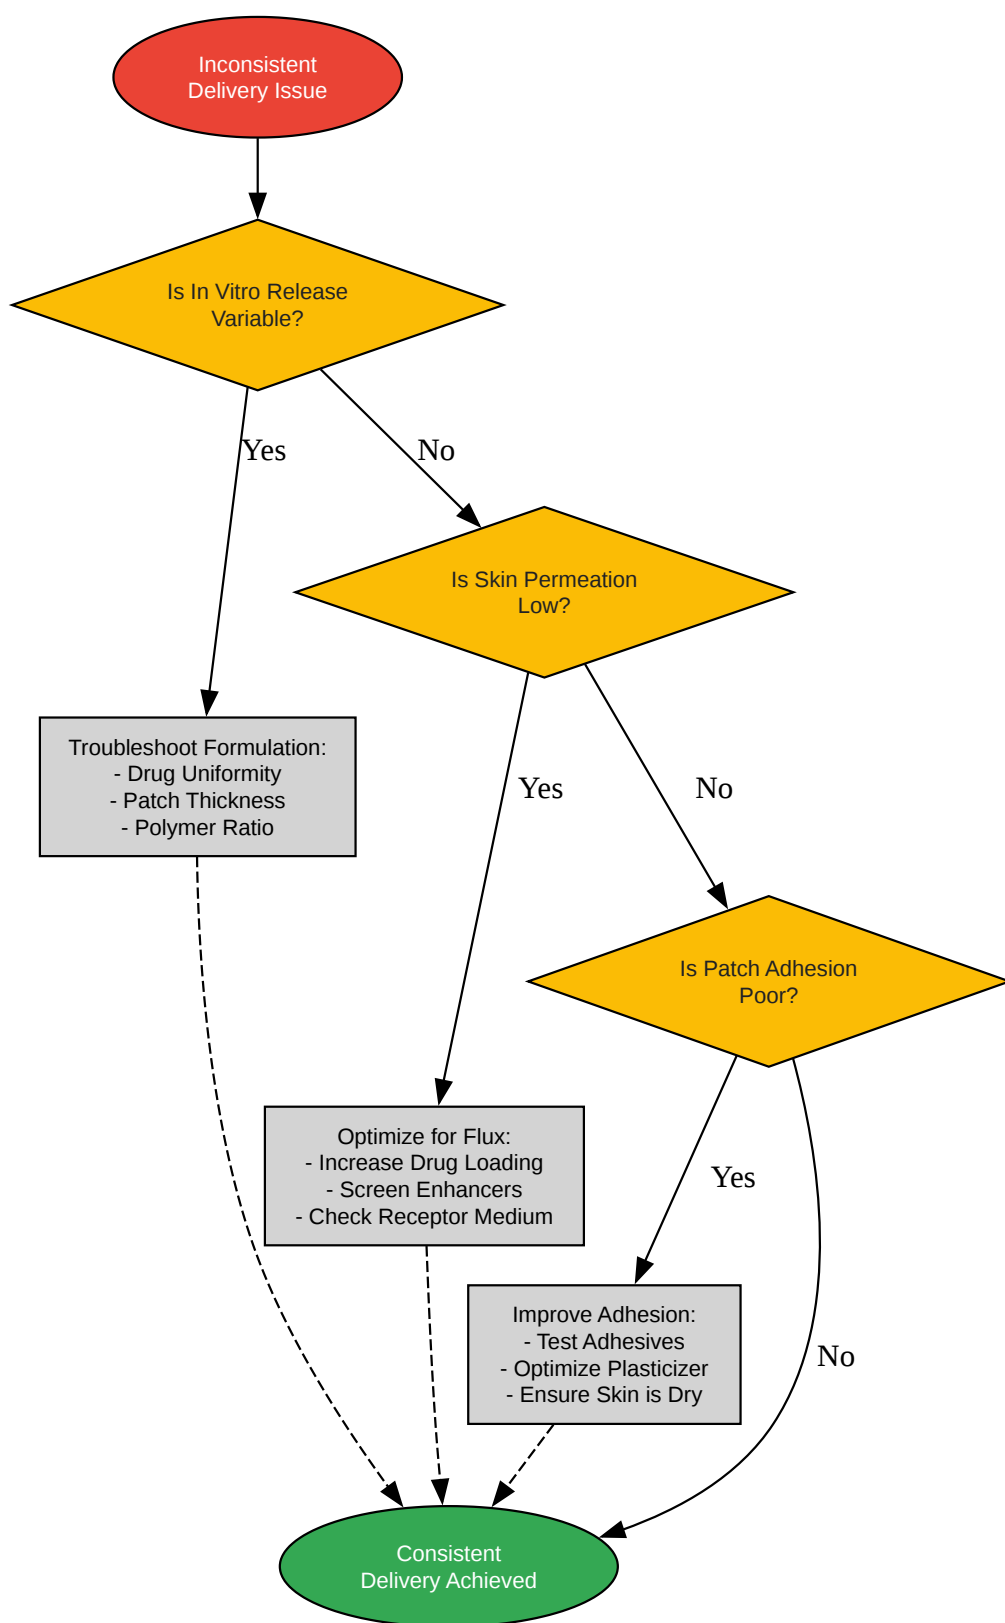 Inconsistent
Delivery Issue
Is In Vitro Release
Variable?
Yes
No
Is Skin Permeation
Low?
Troubleshoot Formulation:
- Drug Uniformity
- Patch Thickness
- Polymer Ratio
Yes
No
Is Patch Adhesion
Poor?
Optimize for Flux:
- Increase Drug Loading
- Screen Enhancers
- Check Receptor Medium
Yes
Improve Adhesion:
- Test Adhesives
- Optimize Plasticizer
- Ensure Skin is Dry
No
Consistent
Delivery Achieved